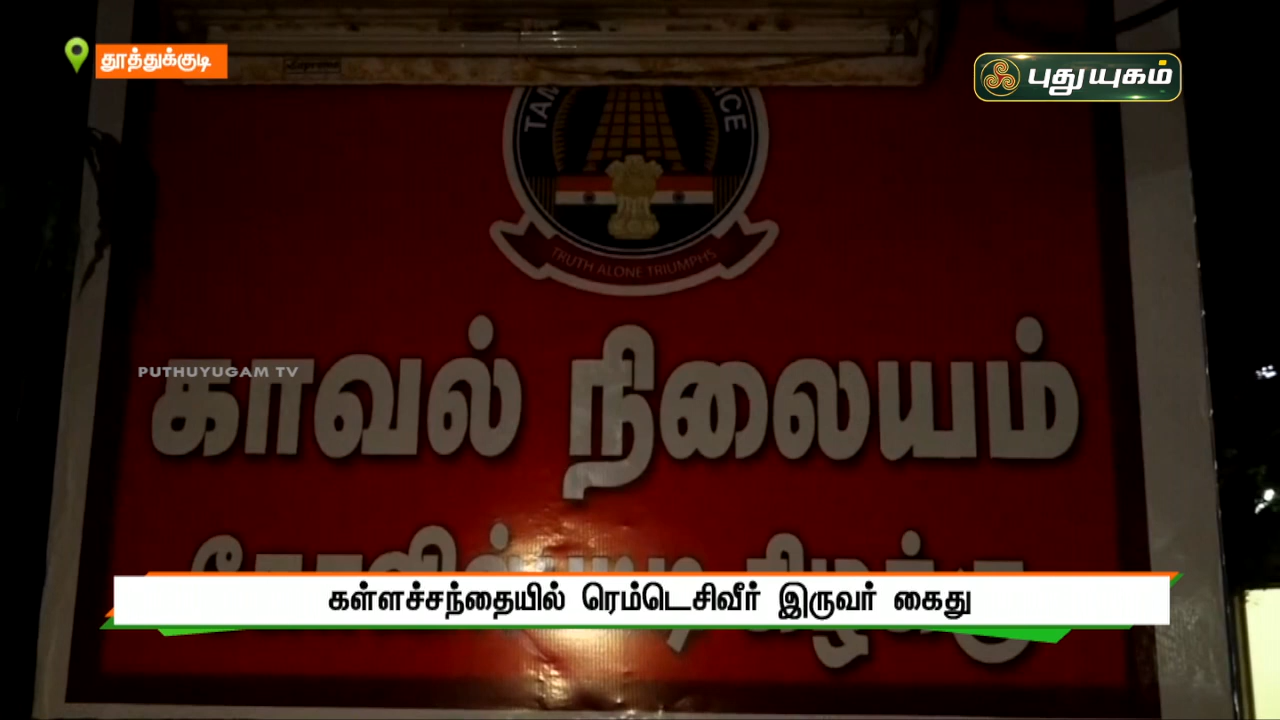 தூத்துக்குடி
புதுயுகம்
TRUTH ALONE TRIUMPHS
PUTHUYUGAM TV
காவல் நிலையம்
கள்ளச்சந்தையில் ரெம்டெசிவீர் இருவர் கைது